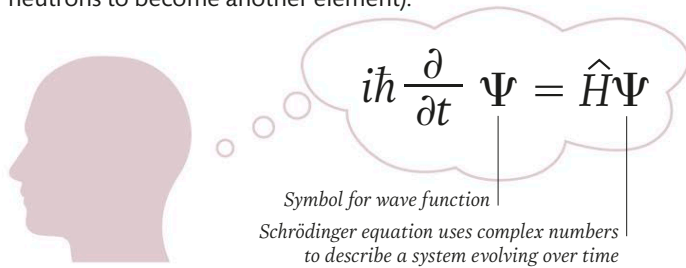 neutrons to become another element).
iħ ∂/∂t Ψ = ĤΨ
Symbol for wave function
Schrödinger equation uses complex numbers
to describe a system evolving over time